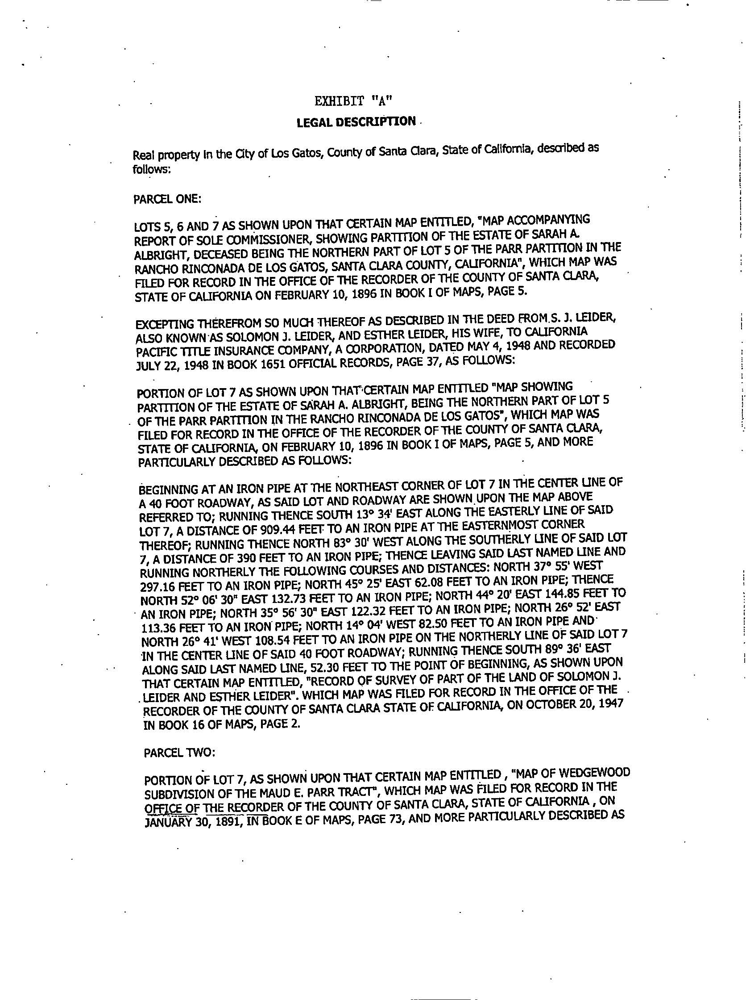 EXHIBIT "A"
LEGAL DESCRIPTION
Real property in the City of Los Gatos, County of Santa Clara, State of California, described as
follows:
PARCEL ONE:
LOTS 5, 6 AND 7 AS SHOWN UPON THAT CERTAIN MAP ENTITLED, "MAP ACCOMPANYING
REPORT OF SOLE COMMISSIONER, SHOWING PARTITION OF THE ESTATE OF SARAH A.
ALBRIGHT, DECEASED BEING THE NORTHERN PART OF LOT 5 OF THE PARR PARTITION IN THE
RANCHO RINCONADA DE LOS GATOS, SANTA CLARA COUNTY, CALIFORNIA", WHICH MAP WAS
FILED FOR RECORD IN THE OFFICE OF THE RECORDER OF THE COUNTY OF SANTA CLARA,
STATE OF CALIFORNIA ON FEBRUARY 10, 1896 IN BOOK I OF MAPS, PAGE 5.
EXCEPTING THEREFROM SO MUCH THEREOF AS DESCRIBED IN THE DEED FROM S. J. LEIDER,
ALSO KNOWN AS SOLOMON J. LEIDER, AND ESTHER LEIDER, HIS WIFE, TO CALIFORNIA
PACIFIC TITLE INSURANCE COMPANY, A CORPORATION, DATED MAY 4, 1948 AND RECORDED
JULY 22, 1948 IN BOOK 1651 OFFICIAL RECORDS, PAGE 37, AS FOLLOWS:
PORTION OF LOT 7 AS SHOWN UPON THAT CERTAIN MAP ENTITLED "MAP SHOWING
PARTITION OF THE ESTATE OF SARAH A. ALBRIGHT, BEING THE NORTHERN PART OF LOT 5
OF THE PARR PARTITION IN THE RANCHO RINCONADA DE LOS GATOS", WHICH MAP WAS
FILED FOR RECORD IN THE OFFICE OF THE RECORDER OF THE COUNTY OF SANTA CLARA,
STATE OF CALIFORNIA, ON FEBRUARY 10, 1896 IN BOOK I OF MAPS, PAGE 5, AND MORE
PARTICULARLY DESCRIBED AS FOLLOWS:
BEGINNING AT AN IRON PIPE AT THE NORTHEAST CORNER OF LOT 7 IN THE CENTER LINE OF
A 40 FOOT ROADWAY, AS SAID LOT AND ROADWAY ARE SHOWN UPON THE MAP ABOVE
REFERRED TO; RUNNING THENCE SOUTH 13° 34' EAST ALONG THE EASTERLY LINE OF SAID
LOT 7, A DISTANCE OF 909.44 FEET TO AN IRON PIPE AT THE EASTERNMOST CORNER
THEREOF; RUNNING THENCE NORTH 83° 30' WEST ALONG THE SOUTHERLY LINE OF SAID LOT
7, A DISTANCE OF 390 FEET TO AN IRON PIPE; THENCE LEAVING SAID LAST NAMED LINE AND
RUNNING NORTHERLY THE FOLLOWING COURSES AND DISTANCES: NORTH 37° 55' WEST
297.16 FEET TO AN IRON PIPE; NORTH 45° 25' EAST 62.08 FEET TO AN IRON PIPE; THENCE
NORTH 52° 06' 30" EAST 132.73 FEET TO AN IRON PIPE; NORTH 44° 20' EAST 144.85 FEET TO
AN IRON PIPE; NORTH 35° 56' 30" EAST 122.32 FEET TO AN IRON PIPE; NORTH 26° 52' EAST
113.36 FEET TO AN IRON PIPE; NORTH 14° 04' WEST 82.50 FEET TO AN IRON PIPE AND
NORTH 26° 41' WEST 108.54 FEET TO AN IRON PIPE ON THE NORTHERLY LINE OF SAID LOT 7
IN THE CENTER LINE OF SAID 40 FOOT ROADWAY; RUNNING THENCE SOUTH 89° 36' EAST
ALONG SAID LAST NAMED LINE, 52.30 FEET TO THE POINT OF BEGINNING, AS SHOWN UPON
THAT CERTAIN MAP ENTITLED, "RECORD OF SURVEY OF PART OF THE LAND OF SOLOMON J.
LEIDER AND ESTHER LEIDER". WHICH MAP WAS FILED FOR RECORD IN THE OFFICE OF THE
RECORDER OF THE COUNTY OF SANTA CLARA STATE OF CALIFORNIA, ON OCTOBER 20, 1947
IN BOOK 16 OF MAPS, PAGE 2.
PARCEL TWO:
PORTION OF LOT 7, AS SHOWN UPON THAT CERTAIN MAP ENTITLED , "MAP OF WEDGEWOOD
SUBDIVISION OF THE MAUD E. PARR TRACT", WHICH MAP WAS FILED FOR RECORD IN THE
OFFICE OF THE RECORDER OF THE COUNTY OF SANTA CLARA, STATE OF CALIFORNIA , ON
JANUARY 30, 1891, IN BOOK E OF MAPS, PAGE 73, AND MORE PARTICULARLY DESCRIBED AS